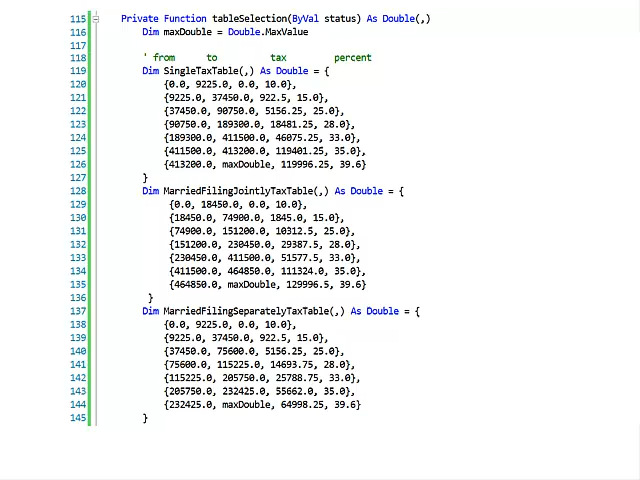 115 Private Function tableSelection(ByVal status) As Double(,)
116 Dim maxDouble = Double.MaxValue
117
118 ' from to tax percent
119 Dim SingleTaxTable(,) As Double = {
120 {0.0, 9225.0, 0.0, 10.0},
121 {9225.0, 37450.0, 922.5, 15.0},
122 {37450.0, 90750.0, 5156.25, 25.0},
123 {90750.0, 189300.0, 18481.25, 28.0},
124 {189300.0, 411500.0, 46075.25, 33.0},
125 {411500.0, 413200.0, 119401.25, 35.0},
126 {413200.0, maxDouble, 119996.25, 39.6}
127 }
128 Dim MarriedFilingJointlyTaxTable(,) As Double = {
129 {0.0, 18450.0, 0.0, 10.0},
130 {18450.0, 74900.0, 1845.0, 15.0},
131 {74900.0, 151200.0, 10312.5, 25.0},
132 {151200.0, 230450.0, 29387.5, 28.0},
133 {230450.0, 411500.0, 51577.5, 33.0},
134 {411500.0, 464850.0, 111324.0, 35.0},
135 {464850.0, maxDouble, 129996.5, 39.6}
136 }
137 Dim MarriedFilingSeparatelyTaxTable(,) As Double = {
138 {0.0, 9225.0, 0.0, 10.0},
139 {9225.0, 37450.0, 922.5, 15.0},
140 {37450.0, 75600.0, 5156.25, 25.0},
141 {75600.0, 115225.0, 14693.75, 28.0},
142 {115225.0, 205750.0, 25788.75, 33.0},
143 {205750.0, 232425.0, 55662.0, 35.0},
144 {232425.0, maxDouble, 64998.25, 39.6}
145 }